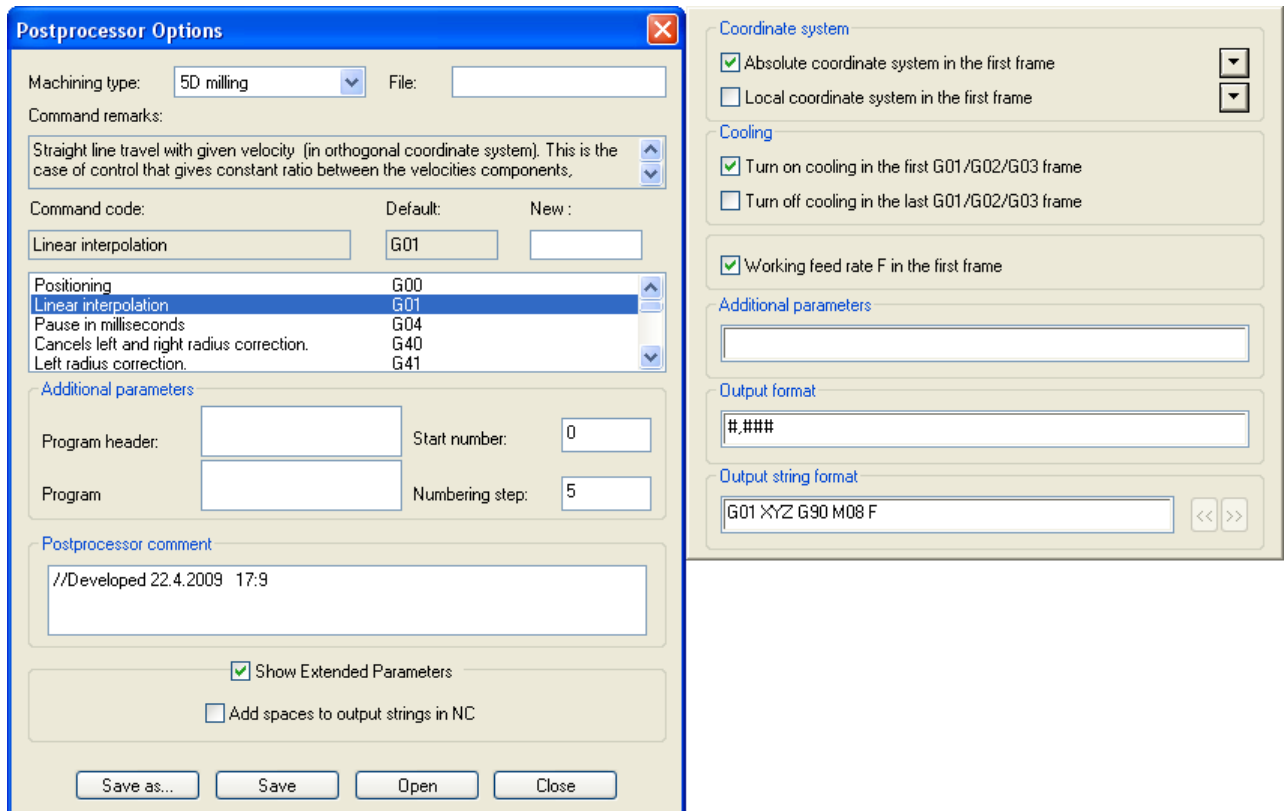 Postprocessor Options
Machining type: 5D milling File:
Command remarks:
Straight line travel with given velocity (in orthogonal coordinate system). This is the
case of control that gives constant ratio between the velocities components,
Command code: Default: New :
Linear interpolation G01
Positioning G00
Linear interpolation G01
Pause in milliseconds G04
Cancels left and right radius correction. G40
Left radius correction. G41
Additional parameters
Program header: Start number: 0
Program Numbering step: 5
Postprocessor comment
//Developed 22.4.2009 17:9
Show Extended Parameters
Add spaces to output strings in NC
Save as... Save Open Close
Coordinate system
Absolute coordinate system in the first frame
Local coordinate system in the first frame
Cooling
Turn on cooling in the first G01/G02/G03 frame
Turn off cooling in the last G01/G02/G03 frame
Working feed rate F in the first frame
Additional parameters
Output format
#,###
Output string format
G01 XYZ G90 M08 F << >>